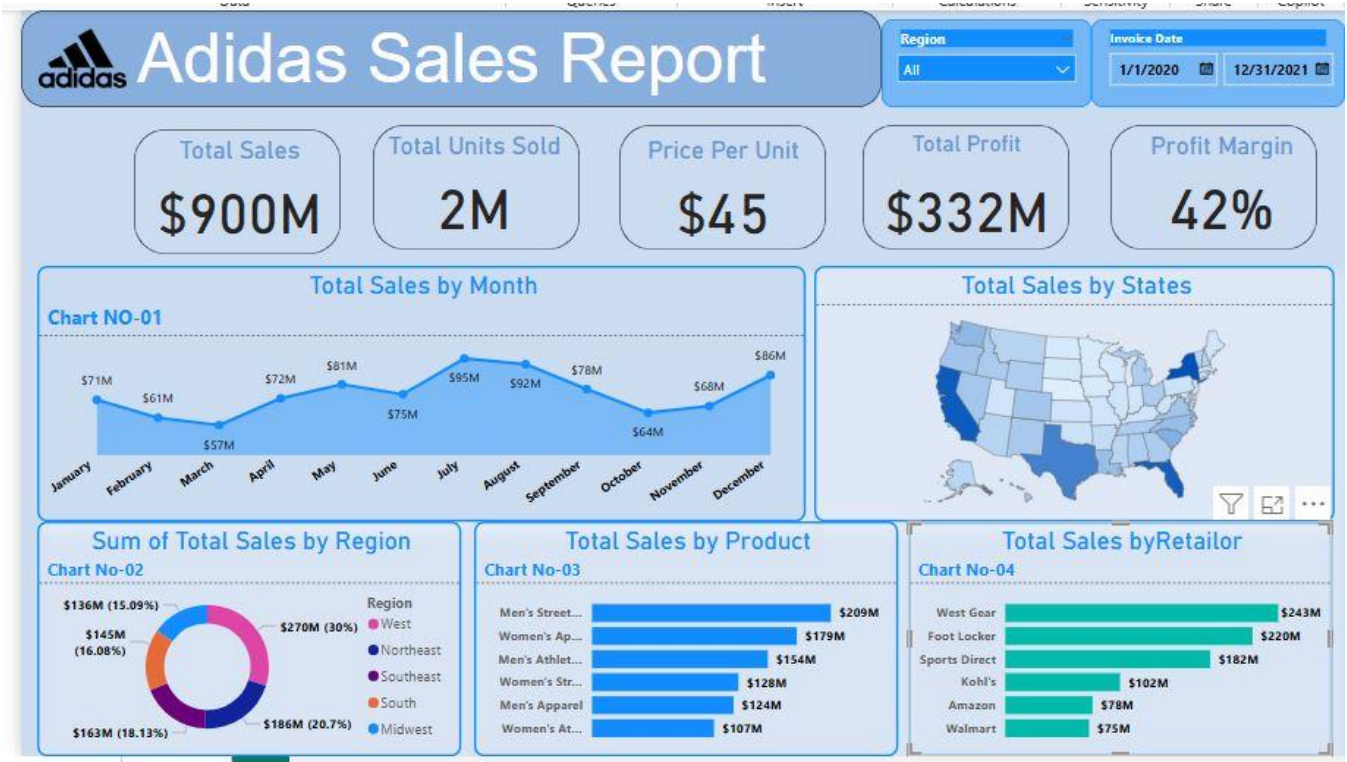 Data Queries Insert Calculations Sensitivity Share Copilot
adidas
Adidas Sales Report
Region
All
Invoice Date
1/1/2020 12/31/2021
Total Sales
$900M
Total Units Sold
2M
Price Per Unit
$45
Total Profit
$332M
Profit Margin
42%
Total Sales by Month
Chart NO-01
$71M
$61M
$57M
$72M
$81M
$75M
$95M
$92M
$78M
$64M
$68M
$86M
January
February
March
April
May
June
July
August
September
October
November
December
Total Sales by States
Sum of Total Sales by Region
Chart No-02
$136M (15.09%)
$145M
(16.08%)
$163M (18.13%)
$270M (30%)
$186M (20.7%)
Region
West
Northeast
Southeast
South
Midwest
Total Sales by Product
Chart No-03
Men's Street... $209M
Women's Ap... $179M
Men's Athlet... $154M
Women's Str... $128M
Men's Apparel $124M
Women's At... $107M
Total Sales byRetailor
Chart No-04
West Gear $243M
Foot Locker $220M
Sports Direct $182M
Kohl's $102M
Amazon $78M
Walmart $75M